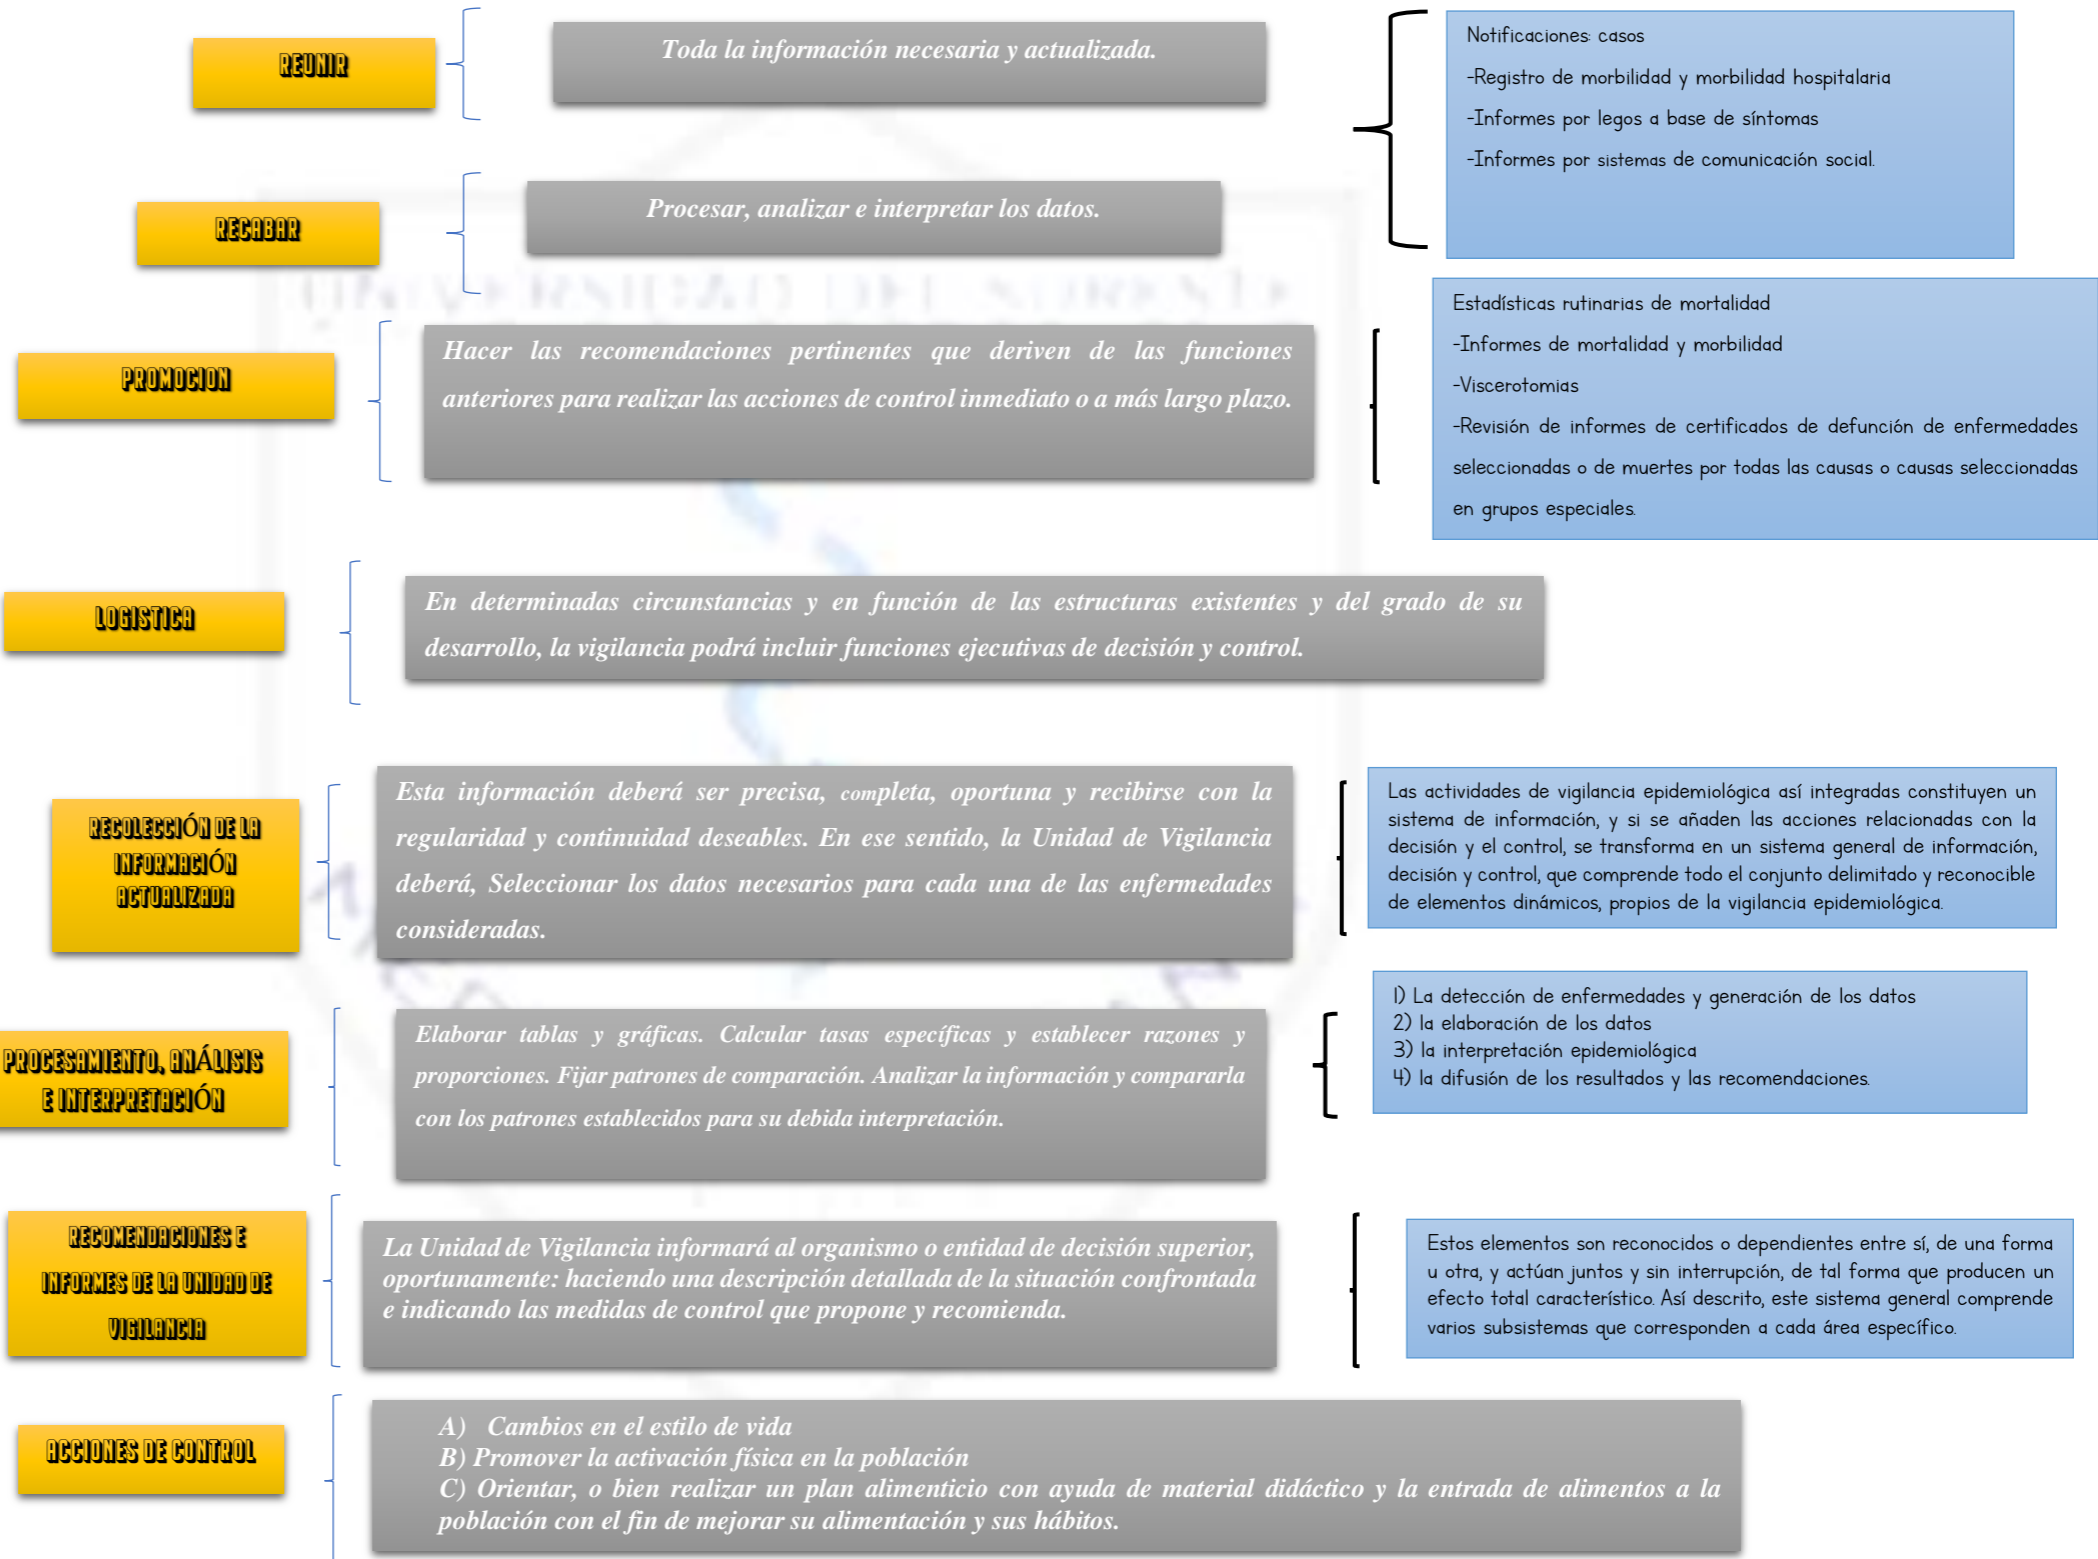 REUNIR
Toda la información necesaria y actualizada.
Notificaciones: casos
-Registro de morbilidad y morbilidad hospitalaria
-Informes por legos a base de síntomas
-Informes por sistemas de comunicación social.
RECABAR
Procesar, analizar e interpretar los datos.
UNIVERSIDAD DEL SURESTE
PROMOCION
Hacer las recomendaciones pertinentes que deriven de las funciones
anteriores para realizar las acciones de control inmediato o a más largo plazo.
Estadísticas rutinarias de mortalidad
-Informes de mortalidad y morbilidad
-Viscerotomias
-Revisión de informes de certificados de defunción de enfermedades
seleccionadas o de muertes por todas las causas o causas seleccionadas
en grupos especiales.
LOGISTICA
En determinadas circunstancias y en función de las estructuras existentes y del grado de su
desarrollo, la vigilancia podrá incluir funciones ejecutivas de decisión y control.
RECOLECCIÓN DE LA
INFORMACIÓN
ACTUALIZADA
Esta información deberá ser precisa, completa, oportuna y recibirse con la
regularidad y continuidad deseables. En ese sentido, la Unidad de Vigilancia
deberá, Seleccionar los datos necesarios para cada una de las enfermedades
consideradas.
Las actividades de vigilancia epidemiológica así integradas constituyen un
sistema de información, y si se añaden las acciones relacionadas con la
decisión y el control, se transforma en un sistema general de información,
decisión y control, que comprende todo el conjunto delimitado y reconocible
de elementos dinámicos, propios de la vigilancia epidemiológica.
PROCESAMIENTO, ANÁLISIS
E INTERPRETACIÓN
Elaborar tablas y gráficas. Calcular tasas específicas y establecer razones y
proporciones. Fijar patrones de comparación. Analizar la información y compararla
con los patrones establecidos para su debida interpretación.
1) La detección de enfermedades y generación de los datos
2) la elaboración de los datos
3) la interpretación epidemiológica
4) la difusión de los resultados y las recomendaciones.
RECOMENDACIONES E
INFORMES DE LA UNIDAD DE
VIGILANCIA
La Unidad de Vigilancia informará al organismo o entidad de decisión superior,
oportunamente: haciendo una descripción detallada de la situación confrontada
e indicando las medidas de control que propone y recomienda.
Estos elementos son reconocidos o dependientes entre sí, de una forma
u otra, y actúan juntos y sin interrupción, de tal forma que producen un
efecto total característico. Así descrito, este sistema general comprende
varios subsistemas que corresponden a cada área específico.
ACCIONES DE CONTROL
A) Cambios en el estilo de vida
B) Promover la activación física en la población
C) Orientar, o bien realizar un plan alimenticio con ayuda de material didáctico y la entrada de alimentos a la
población con el fin de mejorar su alimentación y sus hábitos.